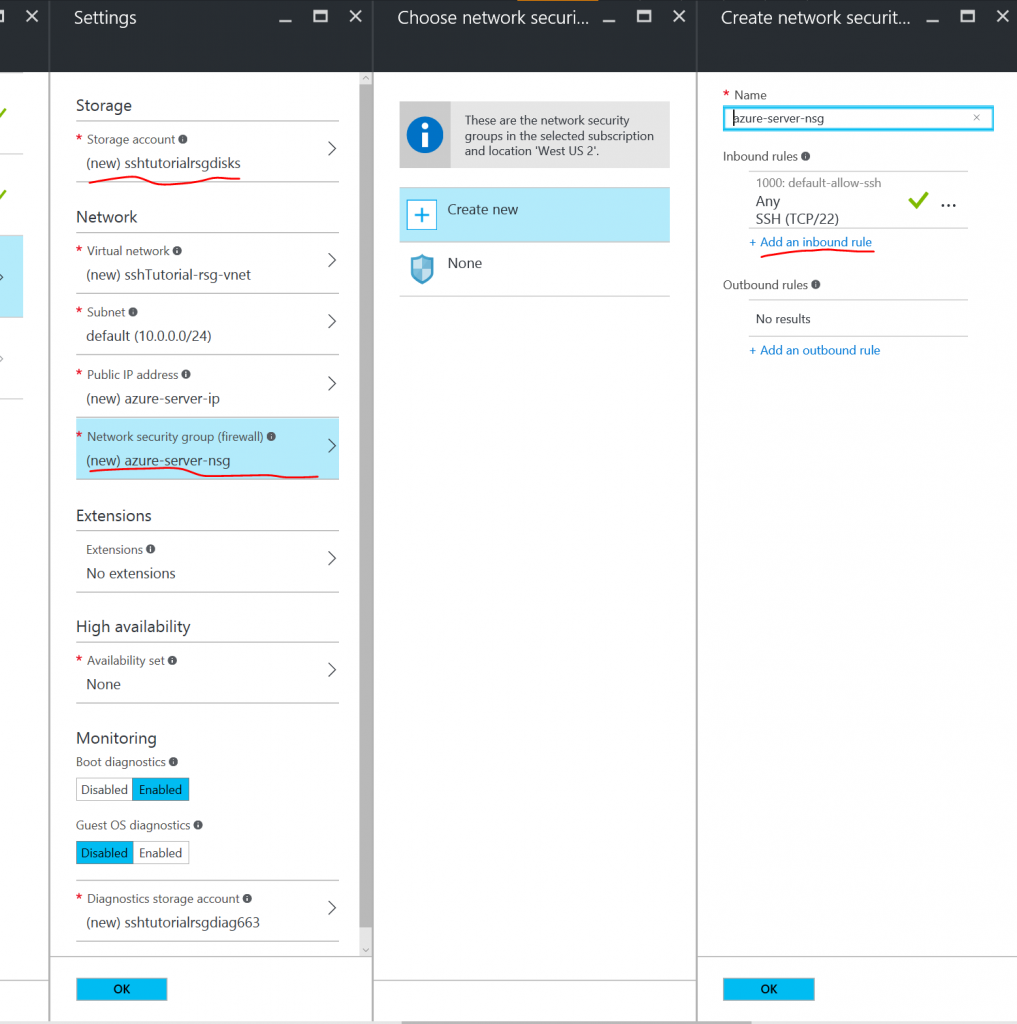 Settings
Storage
* Storage account
(new) sshtutorialrsgdisks
Network
* Virtual network
(new) sshTutorial-rsg-vnet
* Subnet
default (10.0.0.0/24)
* Public IP address
(new) azure-server-ip
* Network security group (firewall)
(new) azure-server-nsg
Extensions
Extensions
No extensions
High availability
* Availability set
None
Monitoring
Boot diagnostics
Disabled Enabled
Guest OS diagnostics
Disabled Enabled
* Diagnostics storage account
(new) sshtutorialrsgdiag663
OK
Choose network securi...
These are the network security
groups in the selected subscription
and location 'West US 2'.
Create new
None
Create network securit...
* Name
azure-server-nsg
Inbound rules
1000: default-allow-ssh
Any
SSH (TCP/22)
+ Add an inbound rule
Outbound rules
No results
+ Add an outbound rule
OK